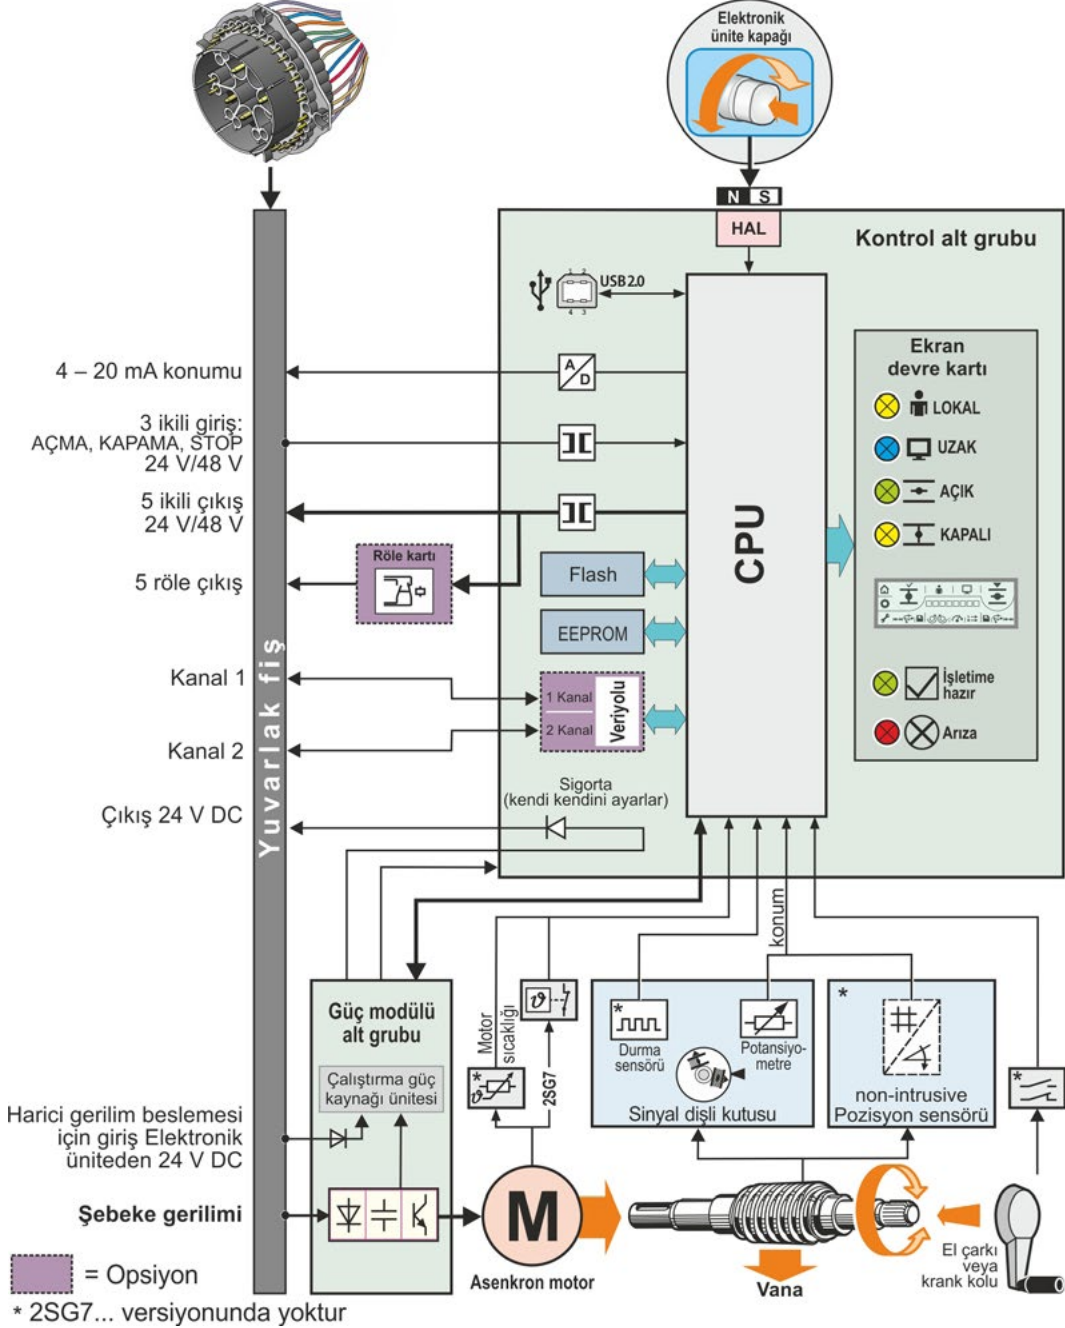 Elektronik
ünite kapağı
N S
HAL
Kontrol alt grubu
1 2
USB 2.0
4 3
4 – 20 mA konumu
A
D
3 ikili giriş:
AÇMA, KAPAMA, STOP
24 V/48 V
5 ikili çıkış
24 V/48 V
Röle kartı
5 röle çıkış
Flash
EEPROM
Kanal 1
1 Kanal
2 Kanal
Veriyolu
Kanal 2
Yuvarlak fiş
CPU
Ekran
devre kartı
LOKAL
UZAK
AÇIK
KAPALI
İşletime
hazır
Arıza
Sigorta
(kendi kendini ayarlar)
Çıkış 24 V DC
konum
Güç modülü
alt grubu
Çalıştırma güç
kaynağı ünitesi
Motor
sıcaklığı
*
ϑ
ϑ
2SG7
*
Durma
sensörü
Potansiyo-
metre
Sinyal dişli kutusu
*
non-intrusive
Pozisyon sensörü
*
Harici gerilim beslemesi
için giriş Elektronik
üniteden 24 V DC
Şebeke gerilimi
M
Asenkron motor
Vana
El çarkı
veya
krank kolu
= Opsiyon
* 2SG7... versiyonunda yoktur